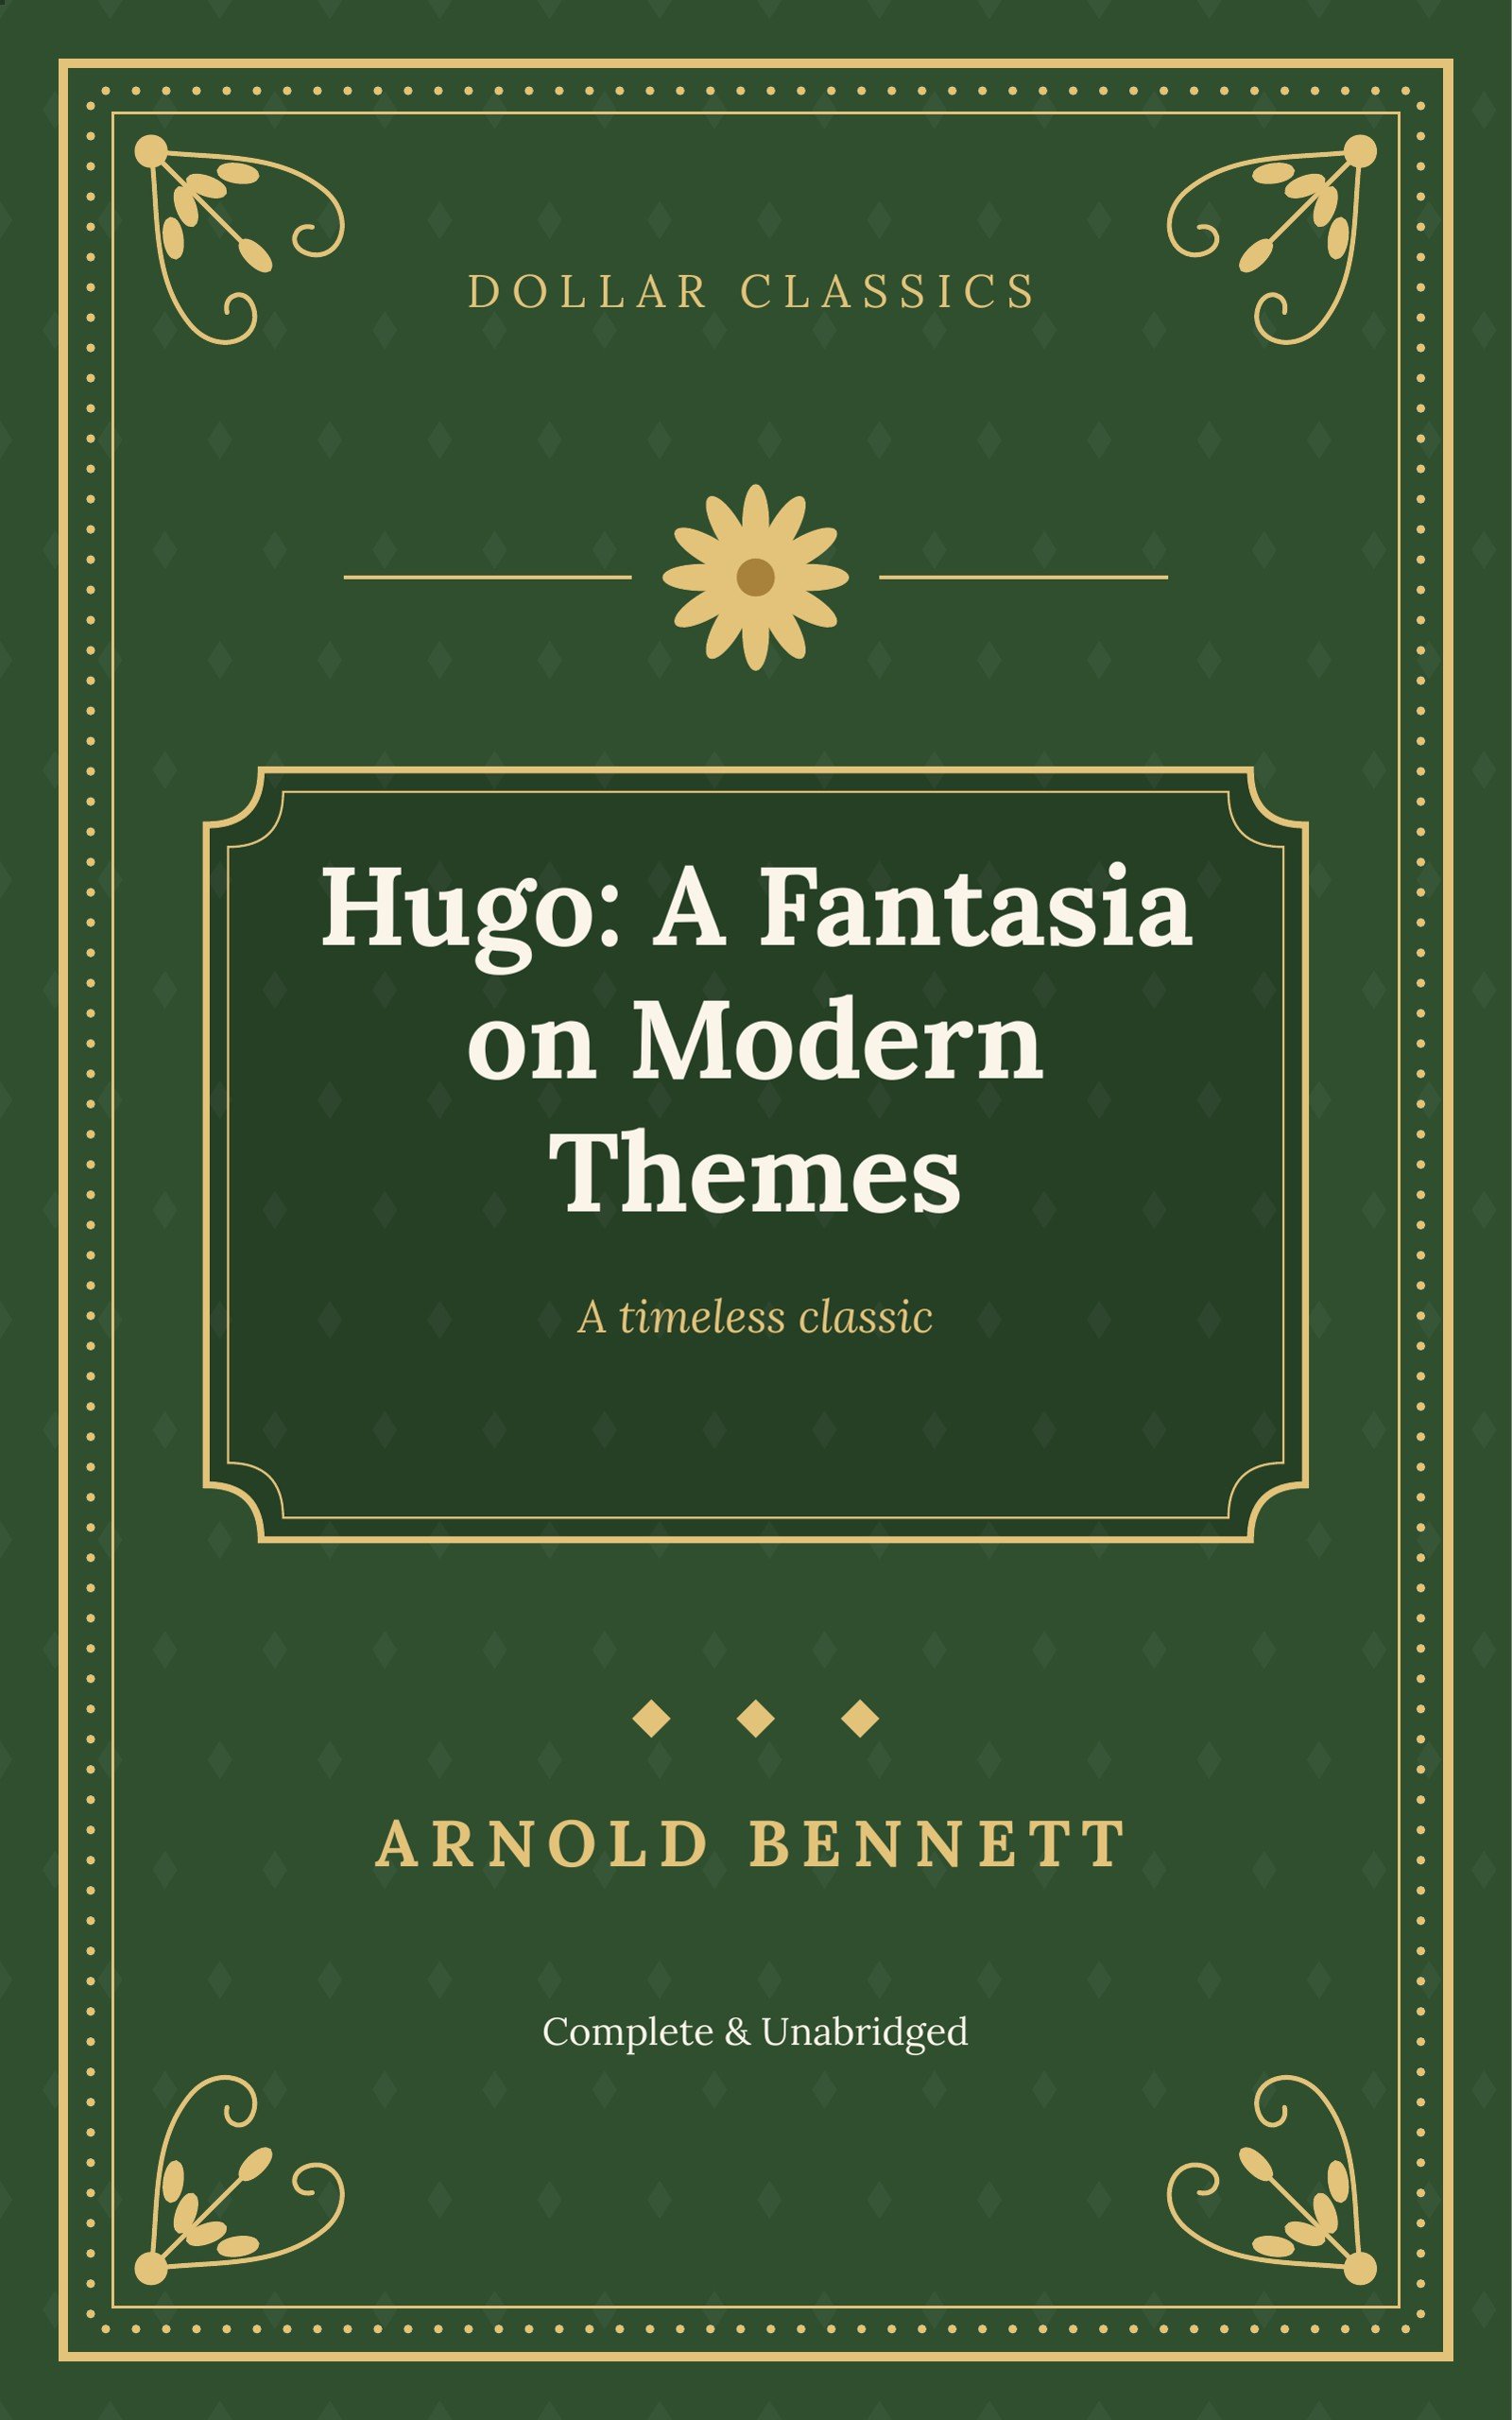 DOLLAR CLASSICS
Hugo: A Fantasia
on Modern
Themes
A timeless classic
ARNOLD BENNETT
Complete & Unabridged